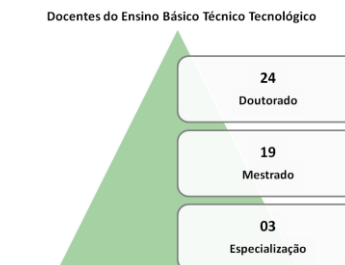 Docentes do Ensino Básico Técnico Tecnológico
24
Doutorado
19
Mestrado
03
Especialização